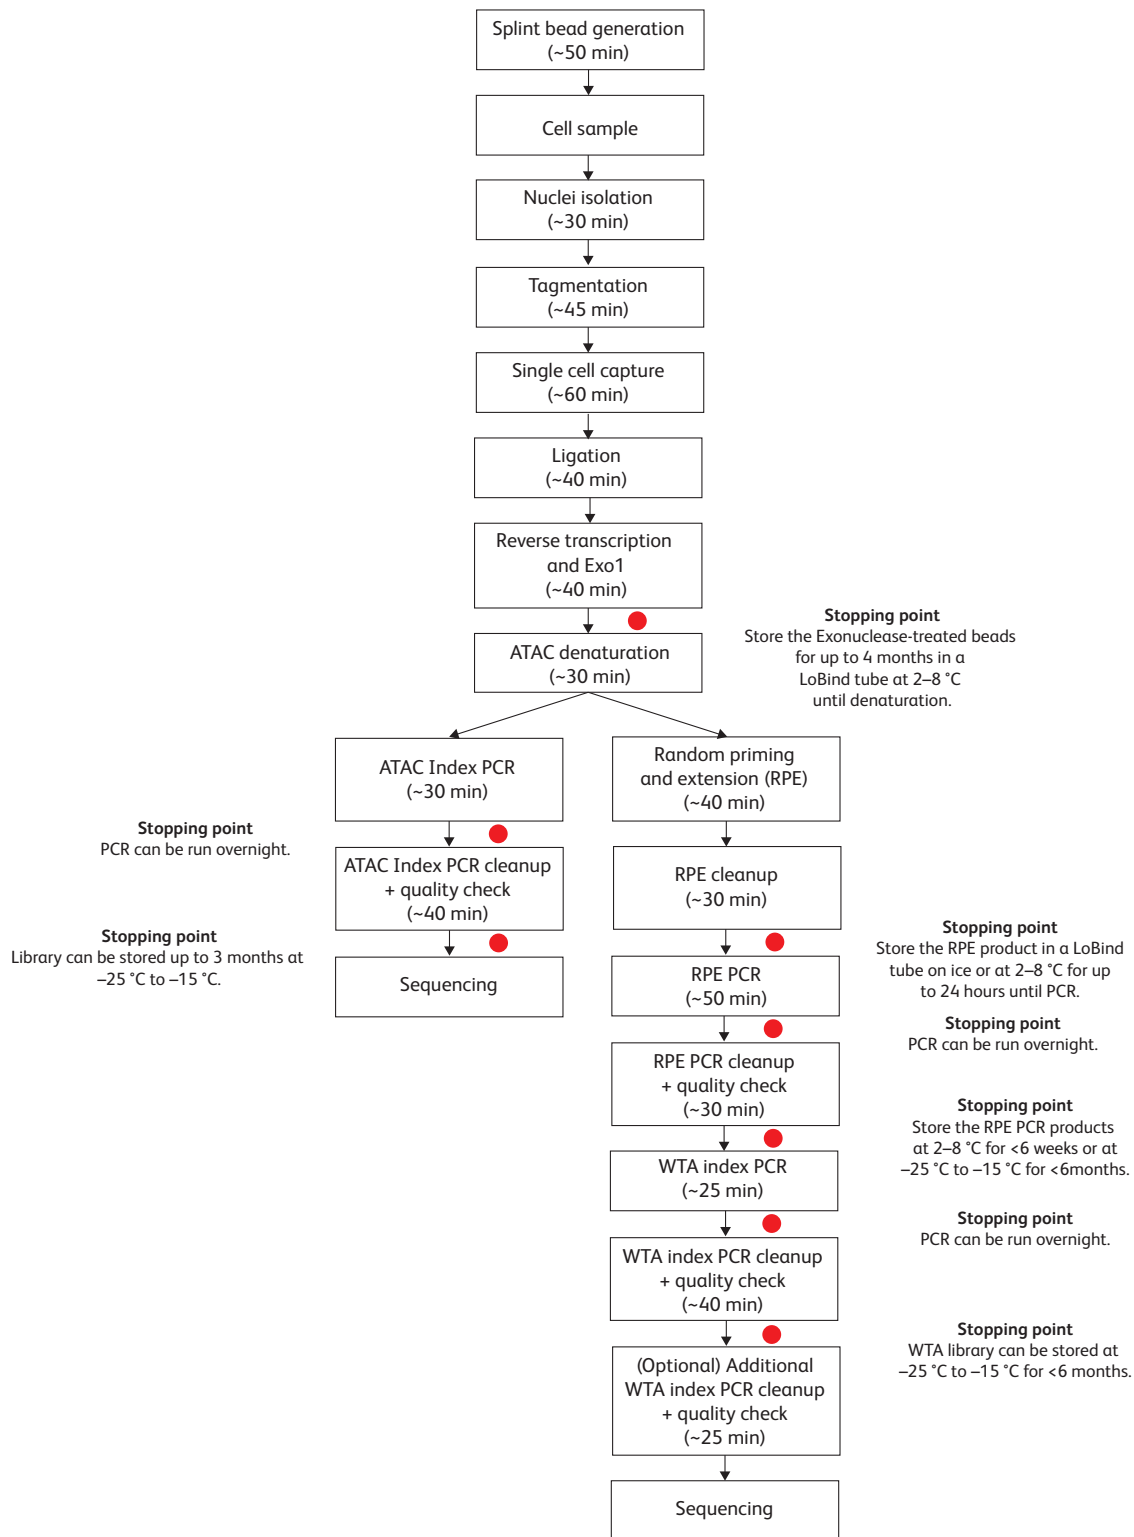 Splint bead generation
(~50 min)
Cell sample
Nuclei isolation
(~30 min)
Tagmentation
(~45 min)
Single cell capture
(~60 min)
Ligation
(~40 min)
Reverse transcription
and Exo1
(~40 min)
Stopping point
Store the Exonuclease-treated beads
for up to 4 months in a
LoBind tube at 2–8 °C
until denaturation.
ATAC denaturation
(~30 min)
ATAC Index PCR
(~30 min)
Stopping point
PCR can be run overnight.
ATAC Index PCR cleanup
+ quality check
(~40 min)
Stopping point
Library can be stored up to 3 months at
–25 °C to –15 °C.
Sequencing
Random priming
and extension (RPE)
(~40 min)
RPE cleanup
(~30 min)
Stopping point
Store the RPE product in a LoBind
tube on ice or at 2–8 °C for up
to 24 hours until PCR.
RPE PCR
(~50 min)
Stopping point
PCR can be run overnight.
RPE PCR cleanup
+ quality check
(~30 min)
Stopping point
Store the RPE PCR products
at 2–8 °C for <6 weeks or at
–25 °C to –15 °C for <6months.
WTA index PCR
(~25 min)
Stopping point
PCR can be run overnight.
WTA index PCR cleanup
+ quality check
(~40 min)
Stopping point
WTA library can be stored at
–25 °C to –15 °C for <6 months.
(Optional) Additional
WTA index PCR cleanup
+ quality check
(~25 min)
Sequencing